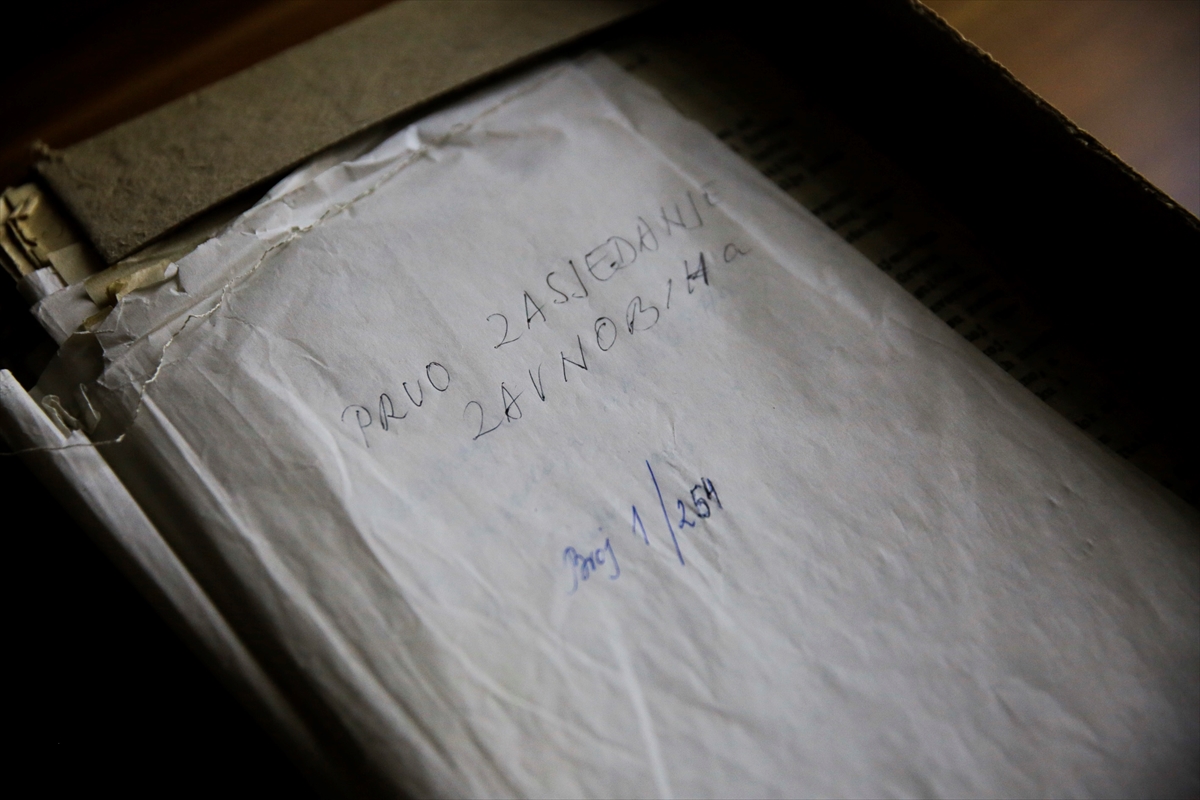 PRVO ZASJEDANJE
ZAVNOBIHa
Broj 1/254